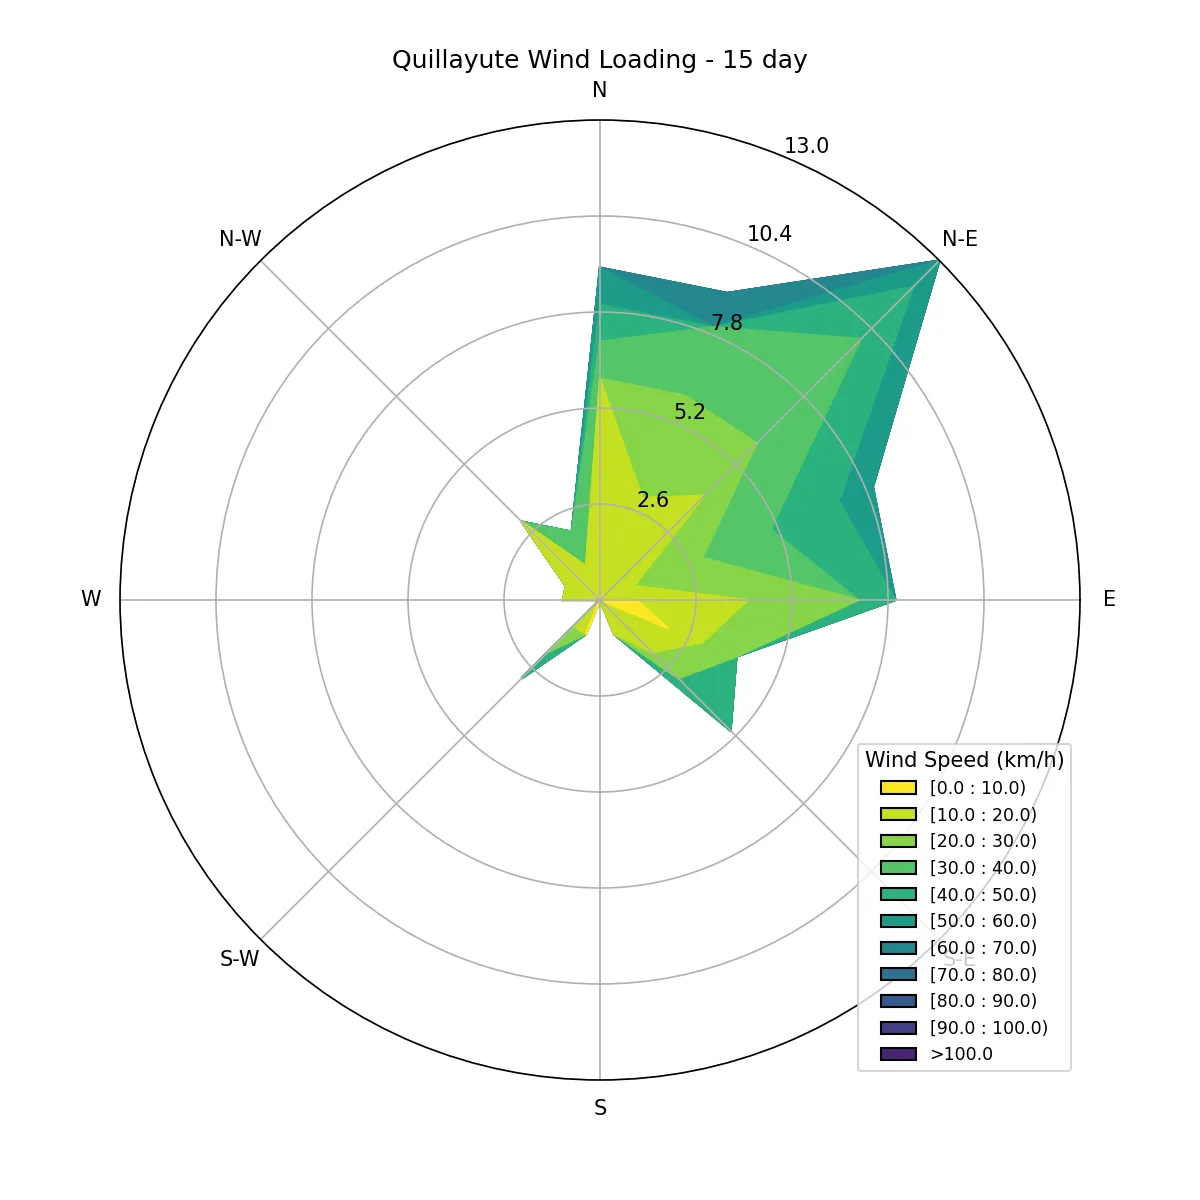 Quillayute Wind Loading - 15 day
N
13.0
10.4
N-W
N-E
7.8
5.2
2.6
W
E
Wind Speed (km/h)
[0.0 : 10.0)
[10.0 : 20.0)
[20.0 : 30.0)
[30.0 : 40.0)
[40.0 : 50.0)
[50.0 : 60.0)
[60.0 : 70.0)
[70.0 : 80.0)
[80.0 : 90.0)
[90.0 : 100.0)
>100.0
S-W
S-E
S